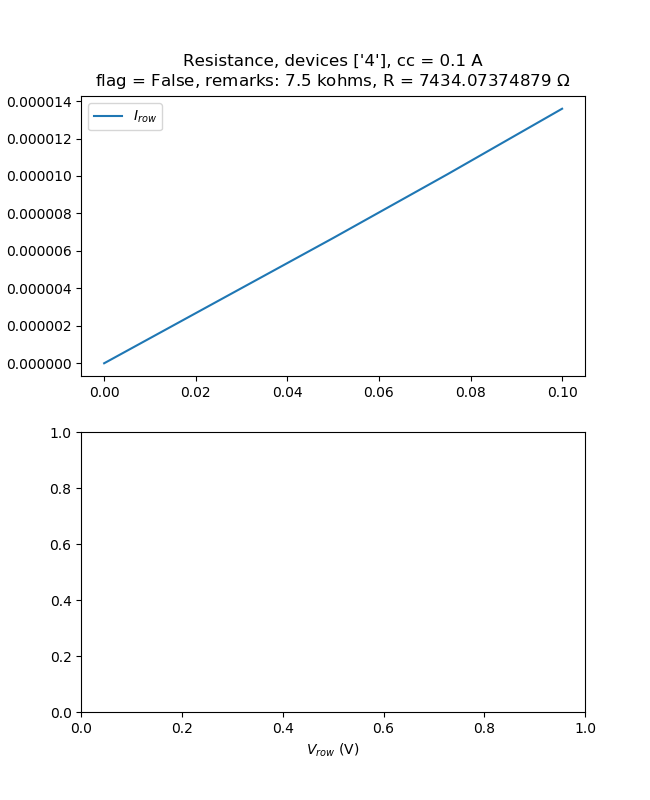 Resistance, devices ['4'], cc = 0.1 A
flag = False, remarks: 7.5 kohms, R = 7434.07374879 Ω
0.000014
0.000012
0.000010
0.000008
0.000006
0.000004
0.000002
0.000000
I_row
0.00 0.02 0.04 0.06 0.08 0.10
1.0
0.8
0.6
0.4
0.2
0.0
0.0 0.2 0.4 0.6 0.8 1.0
V_row (V)